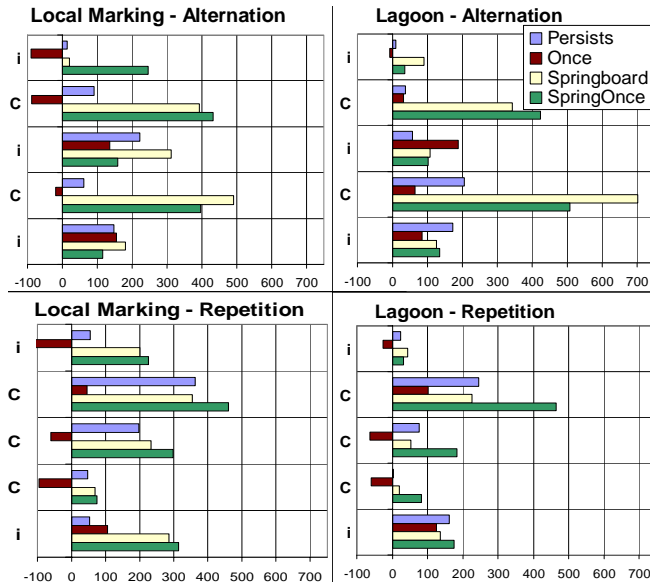 Local Marking - Alternation
i
C
i
C
i
-100 0 100 200 300 400 500 600 700
Lagoon - Alternation
Persists
Once
Springboard
SpringOnce
i
C
i
C
i
-100 0 100 200 300 400 500 600 700
Local Marking - Repetition
i
C
C
C
i
-100 0 100 200 300 400 500 600 700
Lagoon - Repetition
i
C
C
C
i
-100 0 100 200 300 400 500 600 700